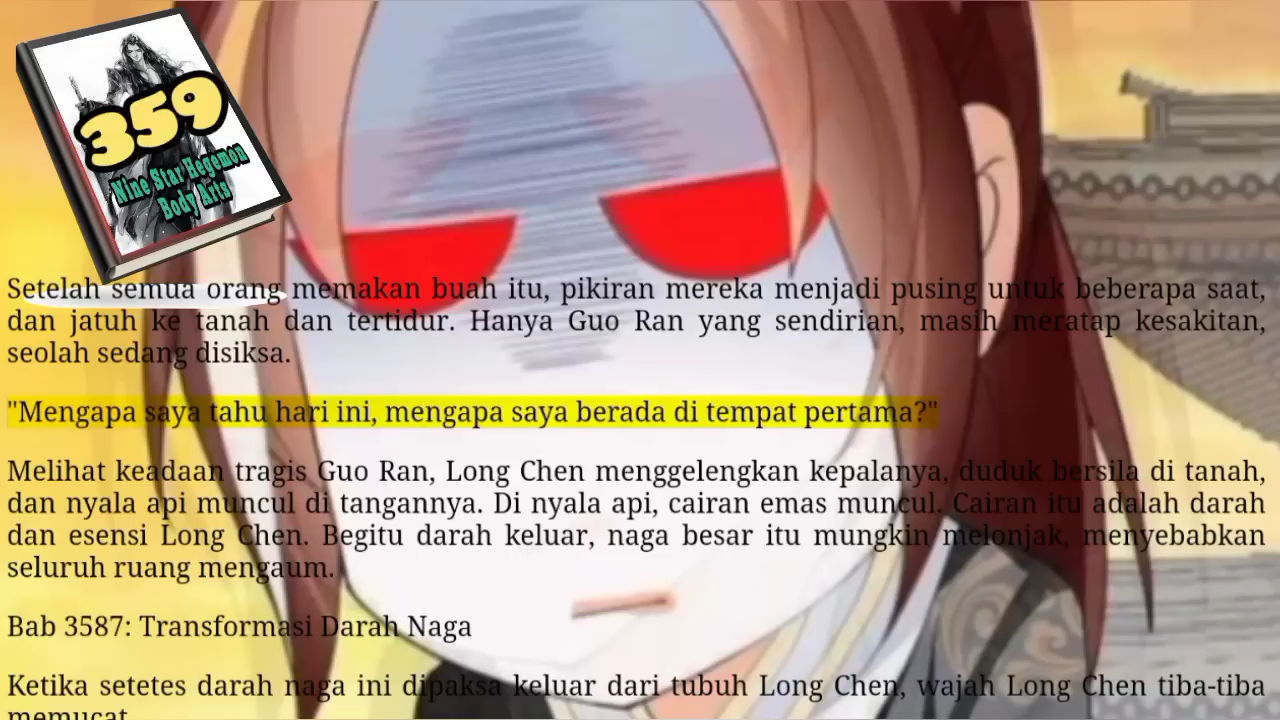 359
Nine Star Hegemon
Body Arts
Setelah semua orang memakan buah itu, pikiran mereka menjadi pusing untuk beberapa saat,
dan jatuh ke tanah dan tertidur. Hanya Guo Ran yang sendirian, masih meratap kesakitan,
seolah sedang disiksa.
"Mengapa saya tahu hari ini, mengapa saya berada di tempat pertama?"
Melihat keadaan tragis Guo Ran, Long Chen menggelengkan kepalanya, duduk bersila di tanah,
dan nyala api muncul di tangannya. Di nyala api, cairan emas muncul. Cairan itu adalah darah
dan esensi Long Chen. Begitu darah keluar, naga besar itu mungkin melonjak, menyebabkan
seluruh ruang mengaum.
Bab 3587: Transformasi Darah Naga
Ketika setetes darah naga ini dipaksa keluar dari tubuh Long Chen, wajah Long Chen tiba-tiba
memucat.